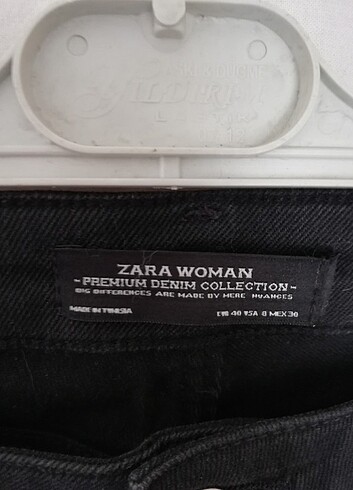 ZARA WOMAN
- PREMIUM DENIM COLLECTION -
BIG DIFFERENCES ARE MADE BY MERE NUANCES
MADE IN TUNISIA
EUR 40 USA 8 MEX 30